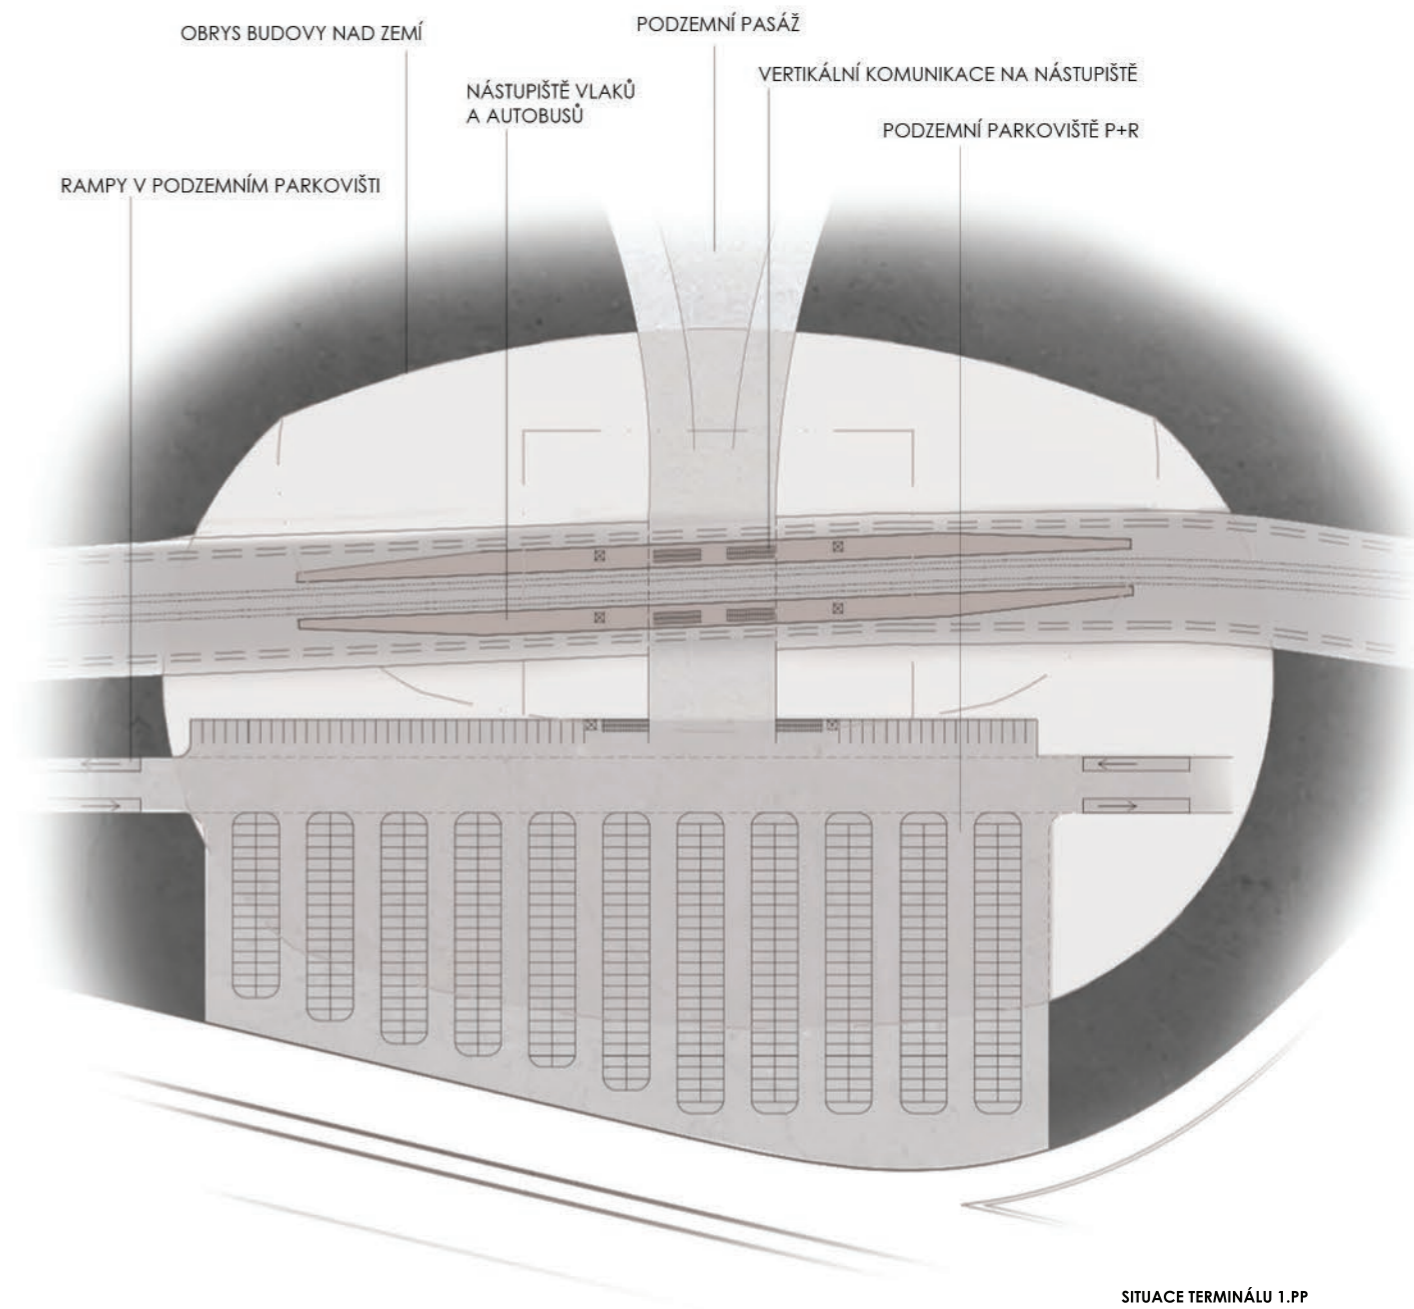 PODZEMNÍ PASÁŽ
OBRYS BUDOVY NAD ZEMÍ
VERTIKÁLNÍ KOMUNIKACE NA NÁSTUPIŠTĚ
NÁSTUPIŠTĚ VLAKŮ
A AUTOBUSŮ
PODZEMNÍ PARKOVIŠTĚ P+R
RAMPY V PODZEMNÍM PARKOVIŠTI
SITUACE TERMINÁLU 1.PP